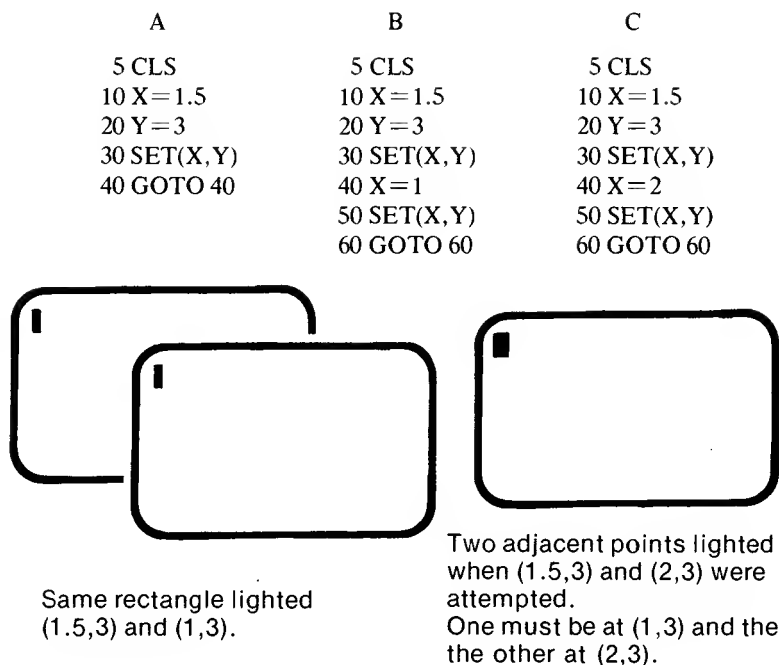 A
5 CLS
10 X=1.5
20 Y=3
30 SET(X,Y)
40 GOTO 40
B
5 CLS
10 X=1.5
20 Y=3
30 SET(X,Y)
40 X=1
50 SET(X,Y)
60 GOTO 60
C
5 CLS
10 X=1.5
20 Y=3
30 SET(X,Y)
40 X=2
50 SET(X,Y)
60 GOTO 60
Same rectangle lighted
(1.5,3) and (1,3).
Two adjacent points lighted
when (1.5,3) and (2,3) were
attempted.
One must be at (1,3) and the
the other at (2,3).